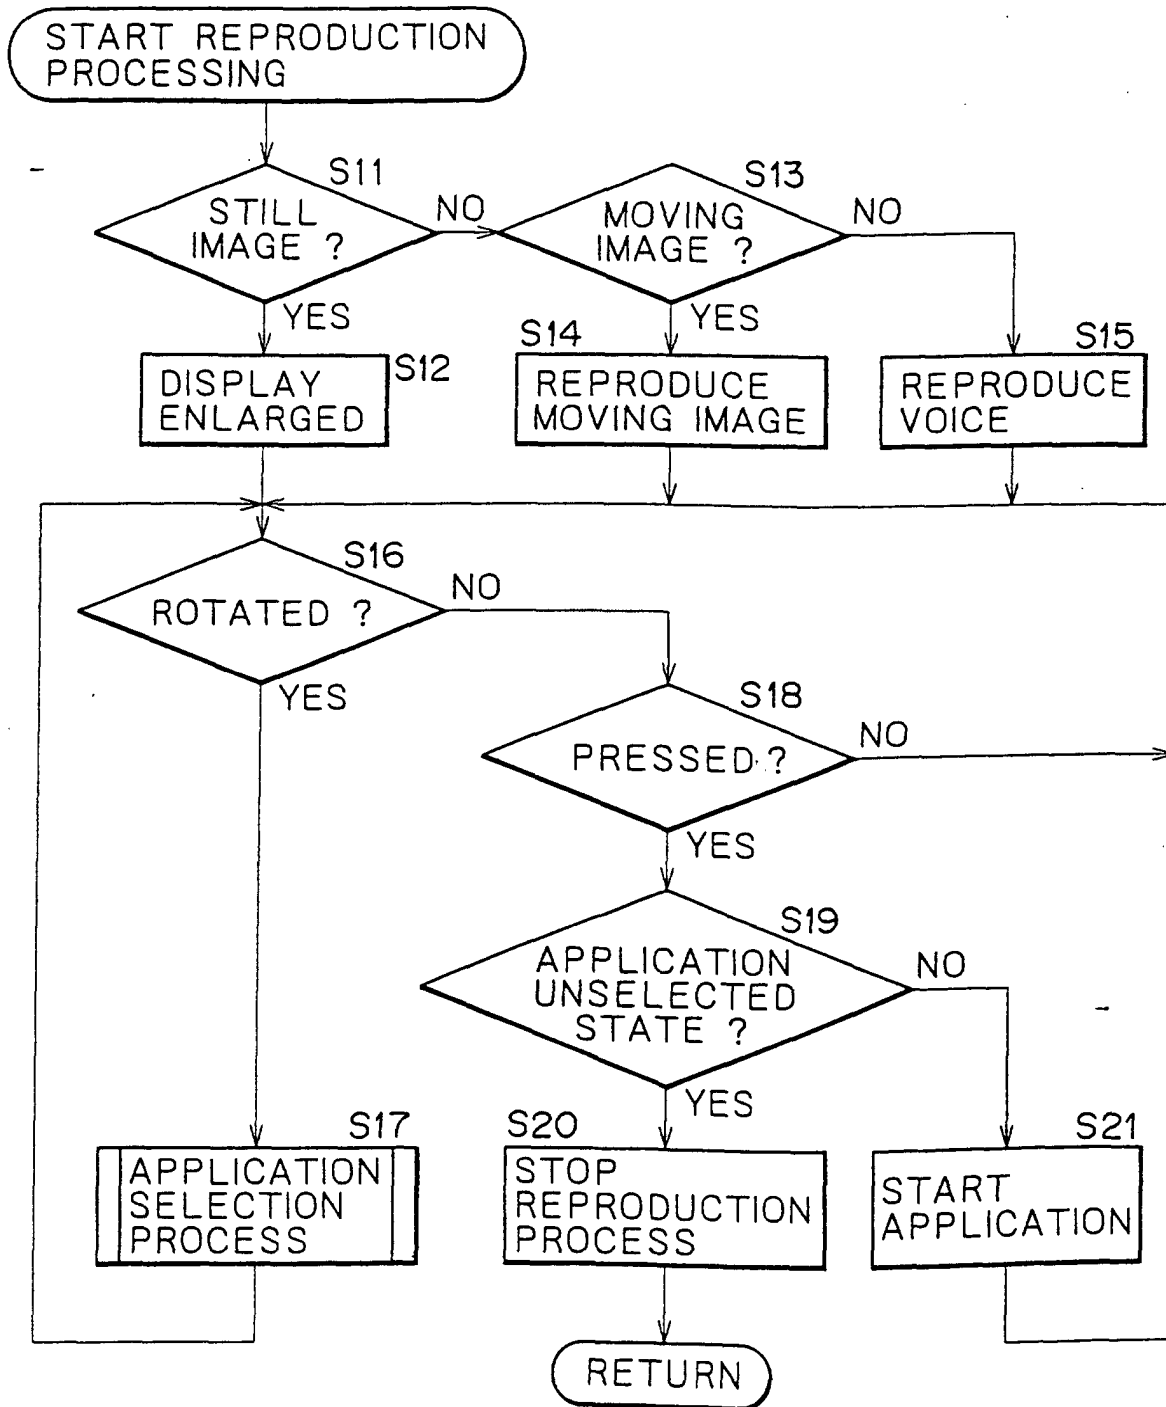 START REPRODUCTION
PROCESSING
S11
STILL
IMAGE ?
NO
YES
S13
MOVING
IMAGE ?
NO
YES
S12
DISPLAY
ENLARGED
S14
REPRODUCE
MOVING IMAGE
S15
REPRODUCE
VOICE
S16
ROTATED ?
NO
YES
S18
PRESSED ?
NO
YES
S19
APPLICATION
UNSELECTED
STATE ?
NO
YES
S17
APPLICATION
SELECTION
PROCESS
S20
STOP
REPRODUCTION
PROCESS
S21
START
APPLICATION
RETURN